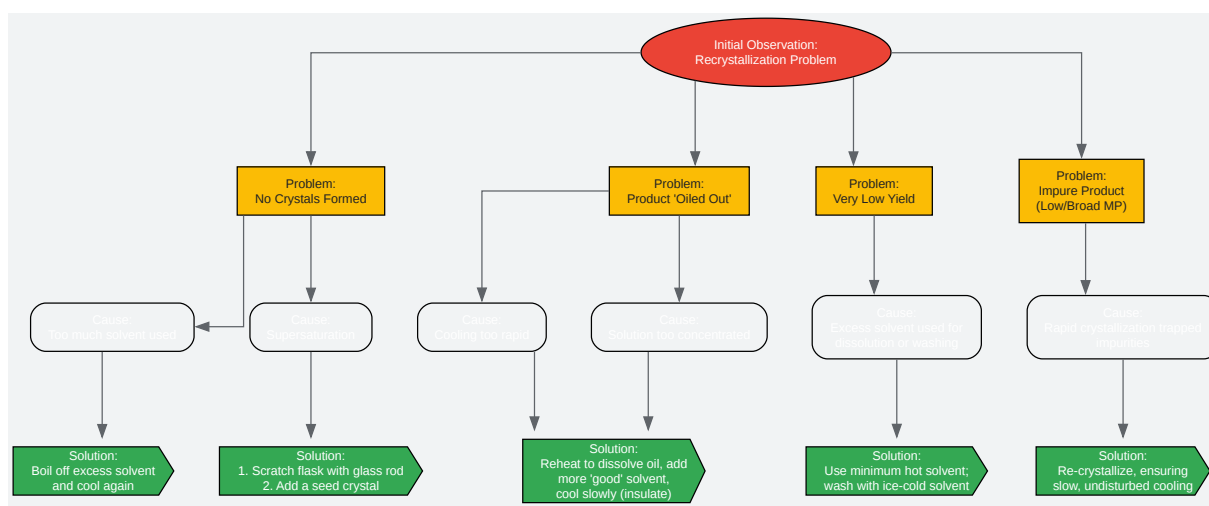 Initial Observation:
Recrystallization Problem
Problem:
No Crystals Formed
Problem:
Product 'Oiled Out'
Problem:
Very Low Yield
Problem:
Impure Product
(Low/Broad MP)
Cause:
Too much solvent used
Cause:
Supersaturation
Cause:
Cooling too rapid
Cause:
Solution too concentrated
Cause:
Excess solvent used for
dissolution or washing
Cause:
Rapid crystallization trapped
impurities
Solution:
Boil off excess solvent
and cool again
Solution:
1. Scratch flask with glass rod
2. Add a seed crystal
Solution:
Reheat to dissolve oil, add
more 'good' solvent,
cool slowly (insulate)
Solution:
Use minimum hot solvent;
wash with ice-cold solvent
Solution:
Re-crystallize, ensuring
slow, undisturbed cooling